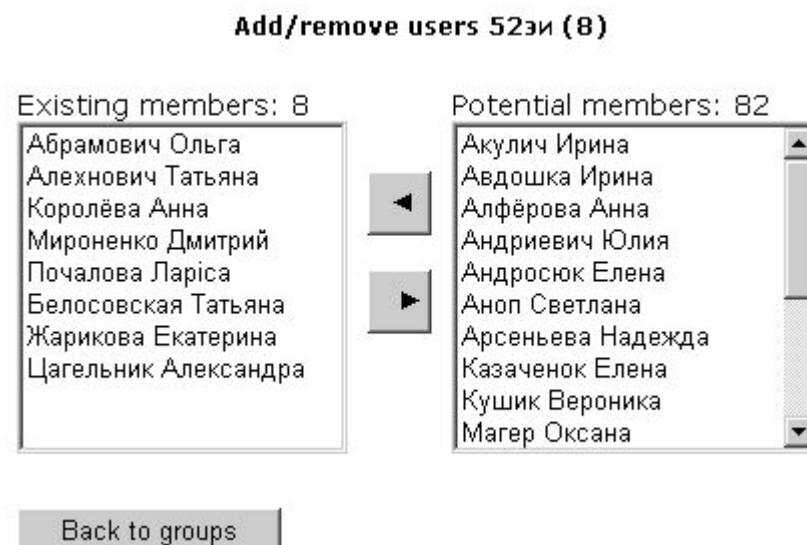 Add/remove users 52эи (8)
Existing members: 8
Абрамович Ольга
Алехнович Татьяна
Королёва Анна
Мироненко Дмитрий
Почалова Ларіса
Белосовская Татьяна
Жарикова Екатерина
Цагельник Александра
Potential members: 82
Акулич Ирина
Авдошка Ирина
Алфёрова Анна
Андриевич Юлия
Андросюк Елена
Аноп Светлана
Арсеньева Надежда
Казаченок Елена
Кушик Вероника
Магер Оксана
Back to groups